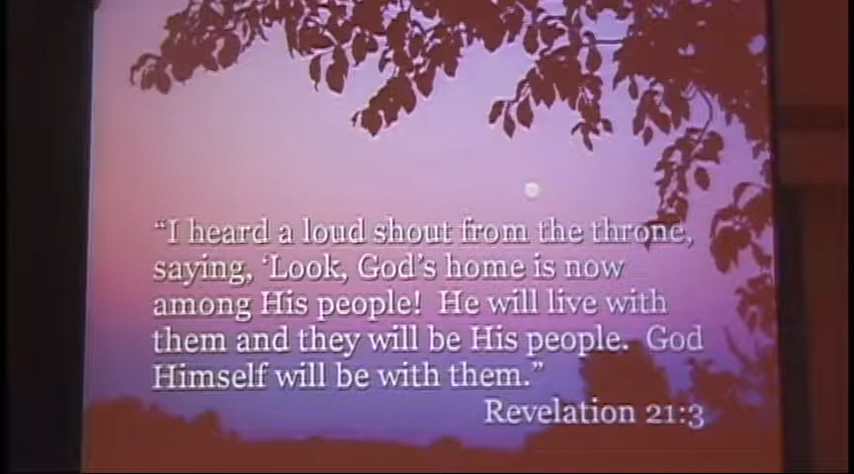 “I heard a loud shout from the throne,
saying, ‘Look, God’s home is now
among His people!  He will live with
them and they will be His people.  God
Himself will be with them.”
Revelation 21:3